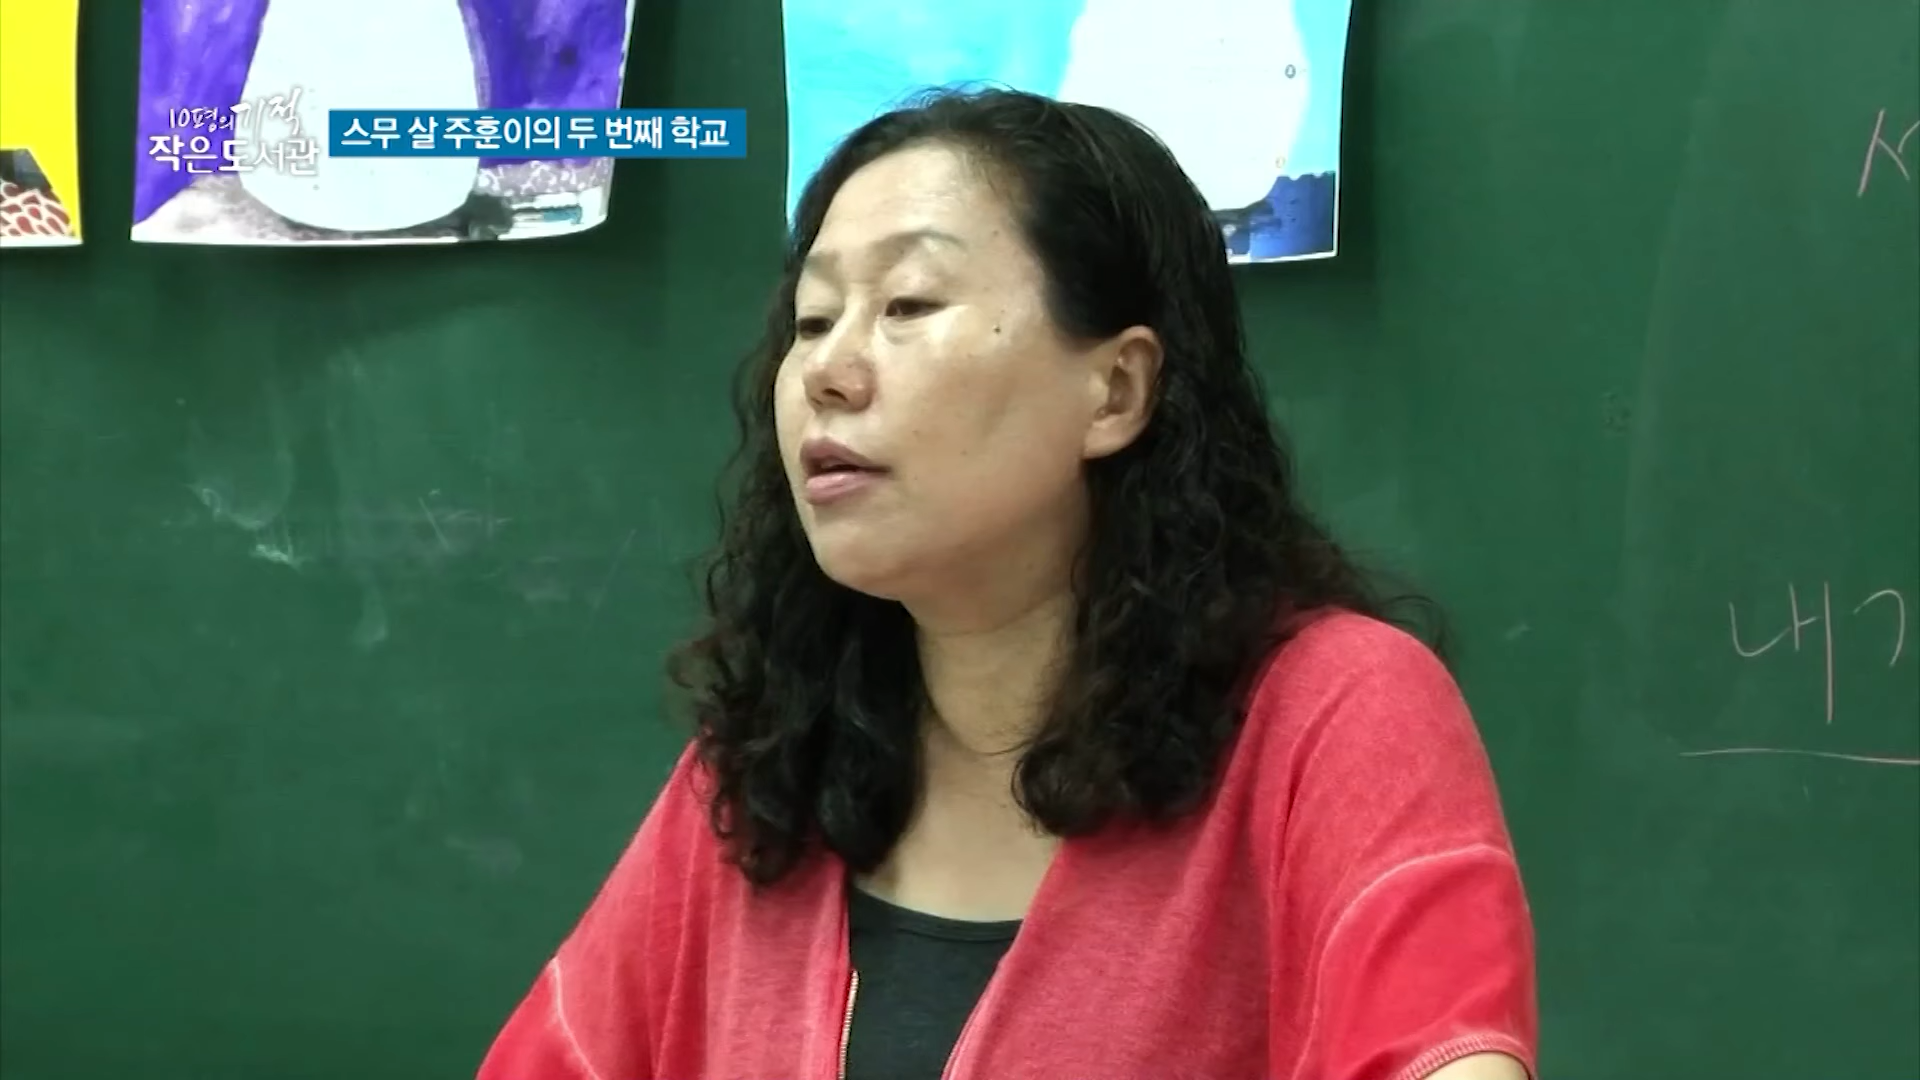 10평의 기적
작은도서관
스무 살 주훈이의 두 번째 학교
내